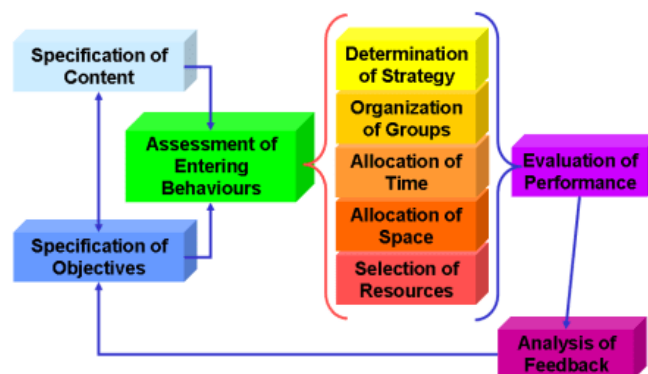 Specification of
Content
Assessment of
Entering
Behaviours
Specification of
Objectives
Determination
of Strategy
Organization
of Groups
Allocation of
Time
Allocation of
Space
Selection of
Resources
Evaluation of
Performance
Analysis of
Feedback